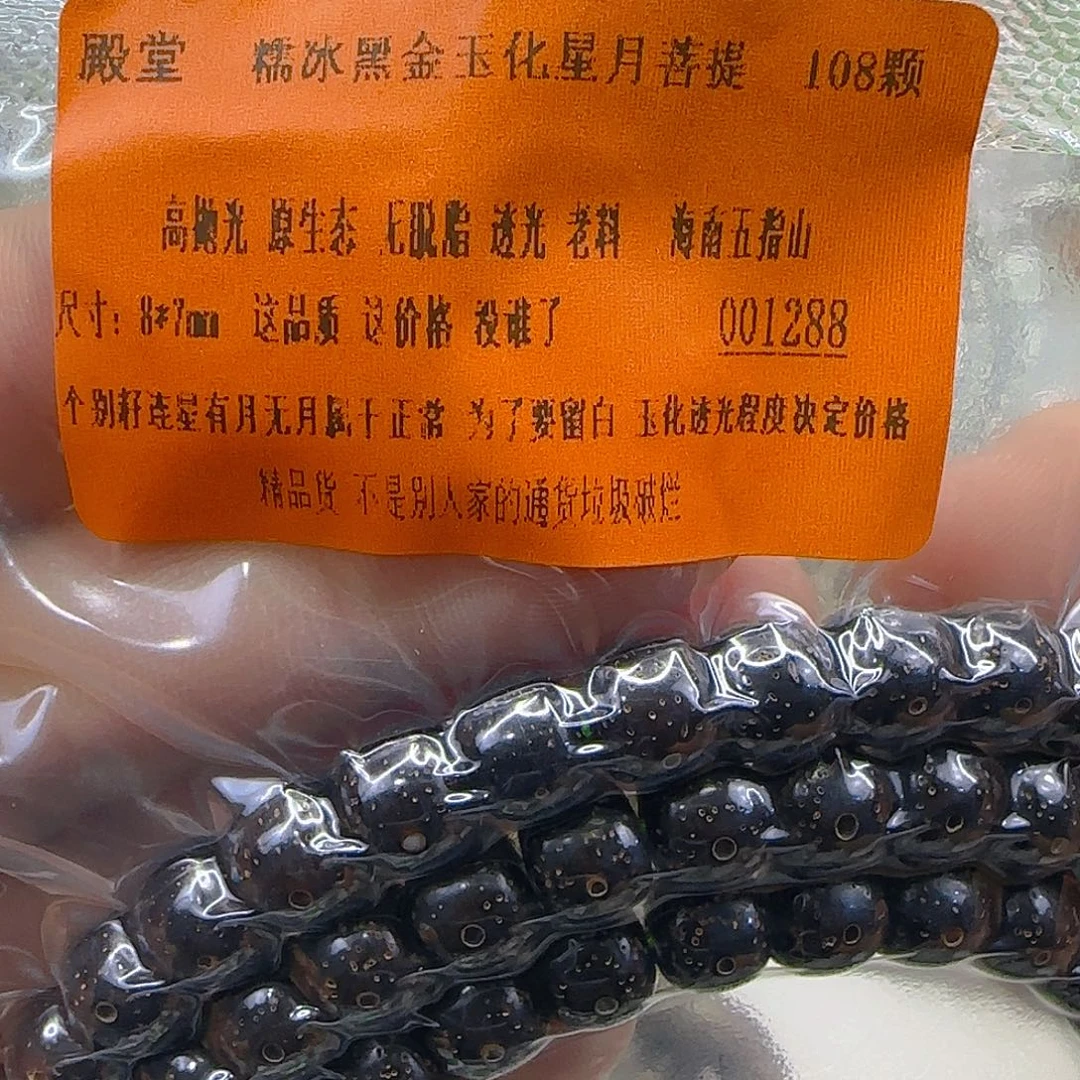 殿堂 糯冰黑金玉化星月菩提 108颗
高抛光 原生态 无脱脂 透光 老料 海南五指山
尺寸：8*7mm 这品质 这价格 没谁了 001288
个别籽连星有月无月属于正常 为了要留白 玉化透光程度决定价格
精品货 不是别人家的通货垃圾破烂